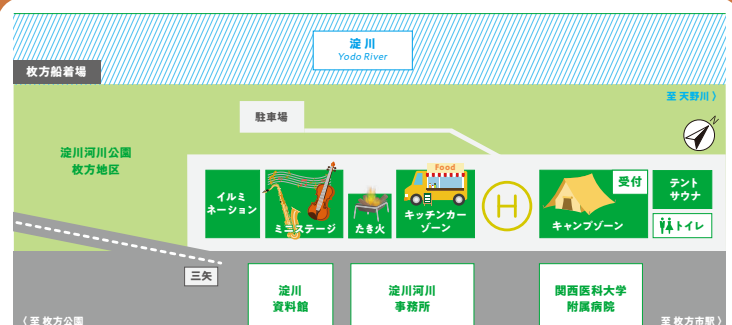 淀川
Yodo River
枚方船着場
至 天野川 〉
駐車場
N
淀川河川公園
枚方地区
Food
受付
イルミ
ネーション
ミニステージ
たき火
キッチンカー
ゾーン
H
キャンプゾーン
テント
サウナ
トイレ
三矢
淀川
資料館
淀川河川
事務所
関西医科大学
附属病院
〈 至 枚方公園
至 枚方市駅 〉